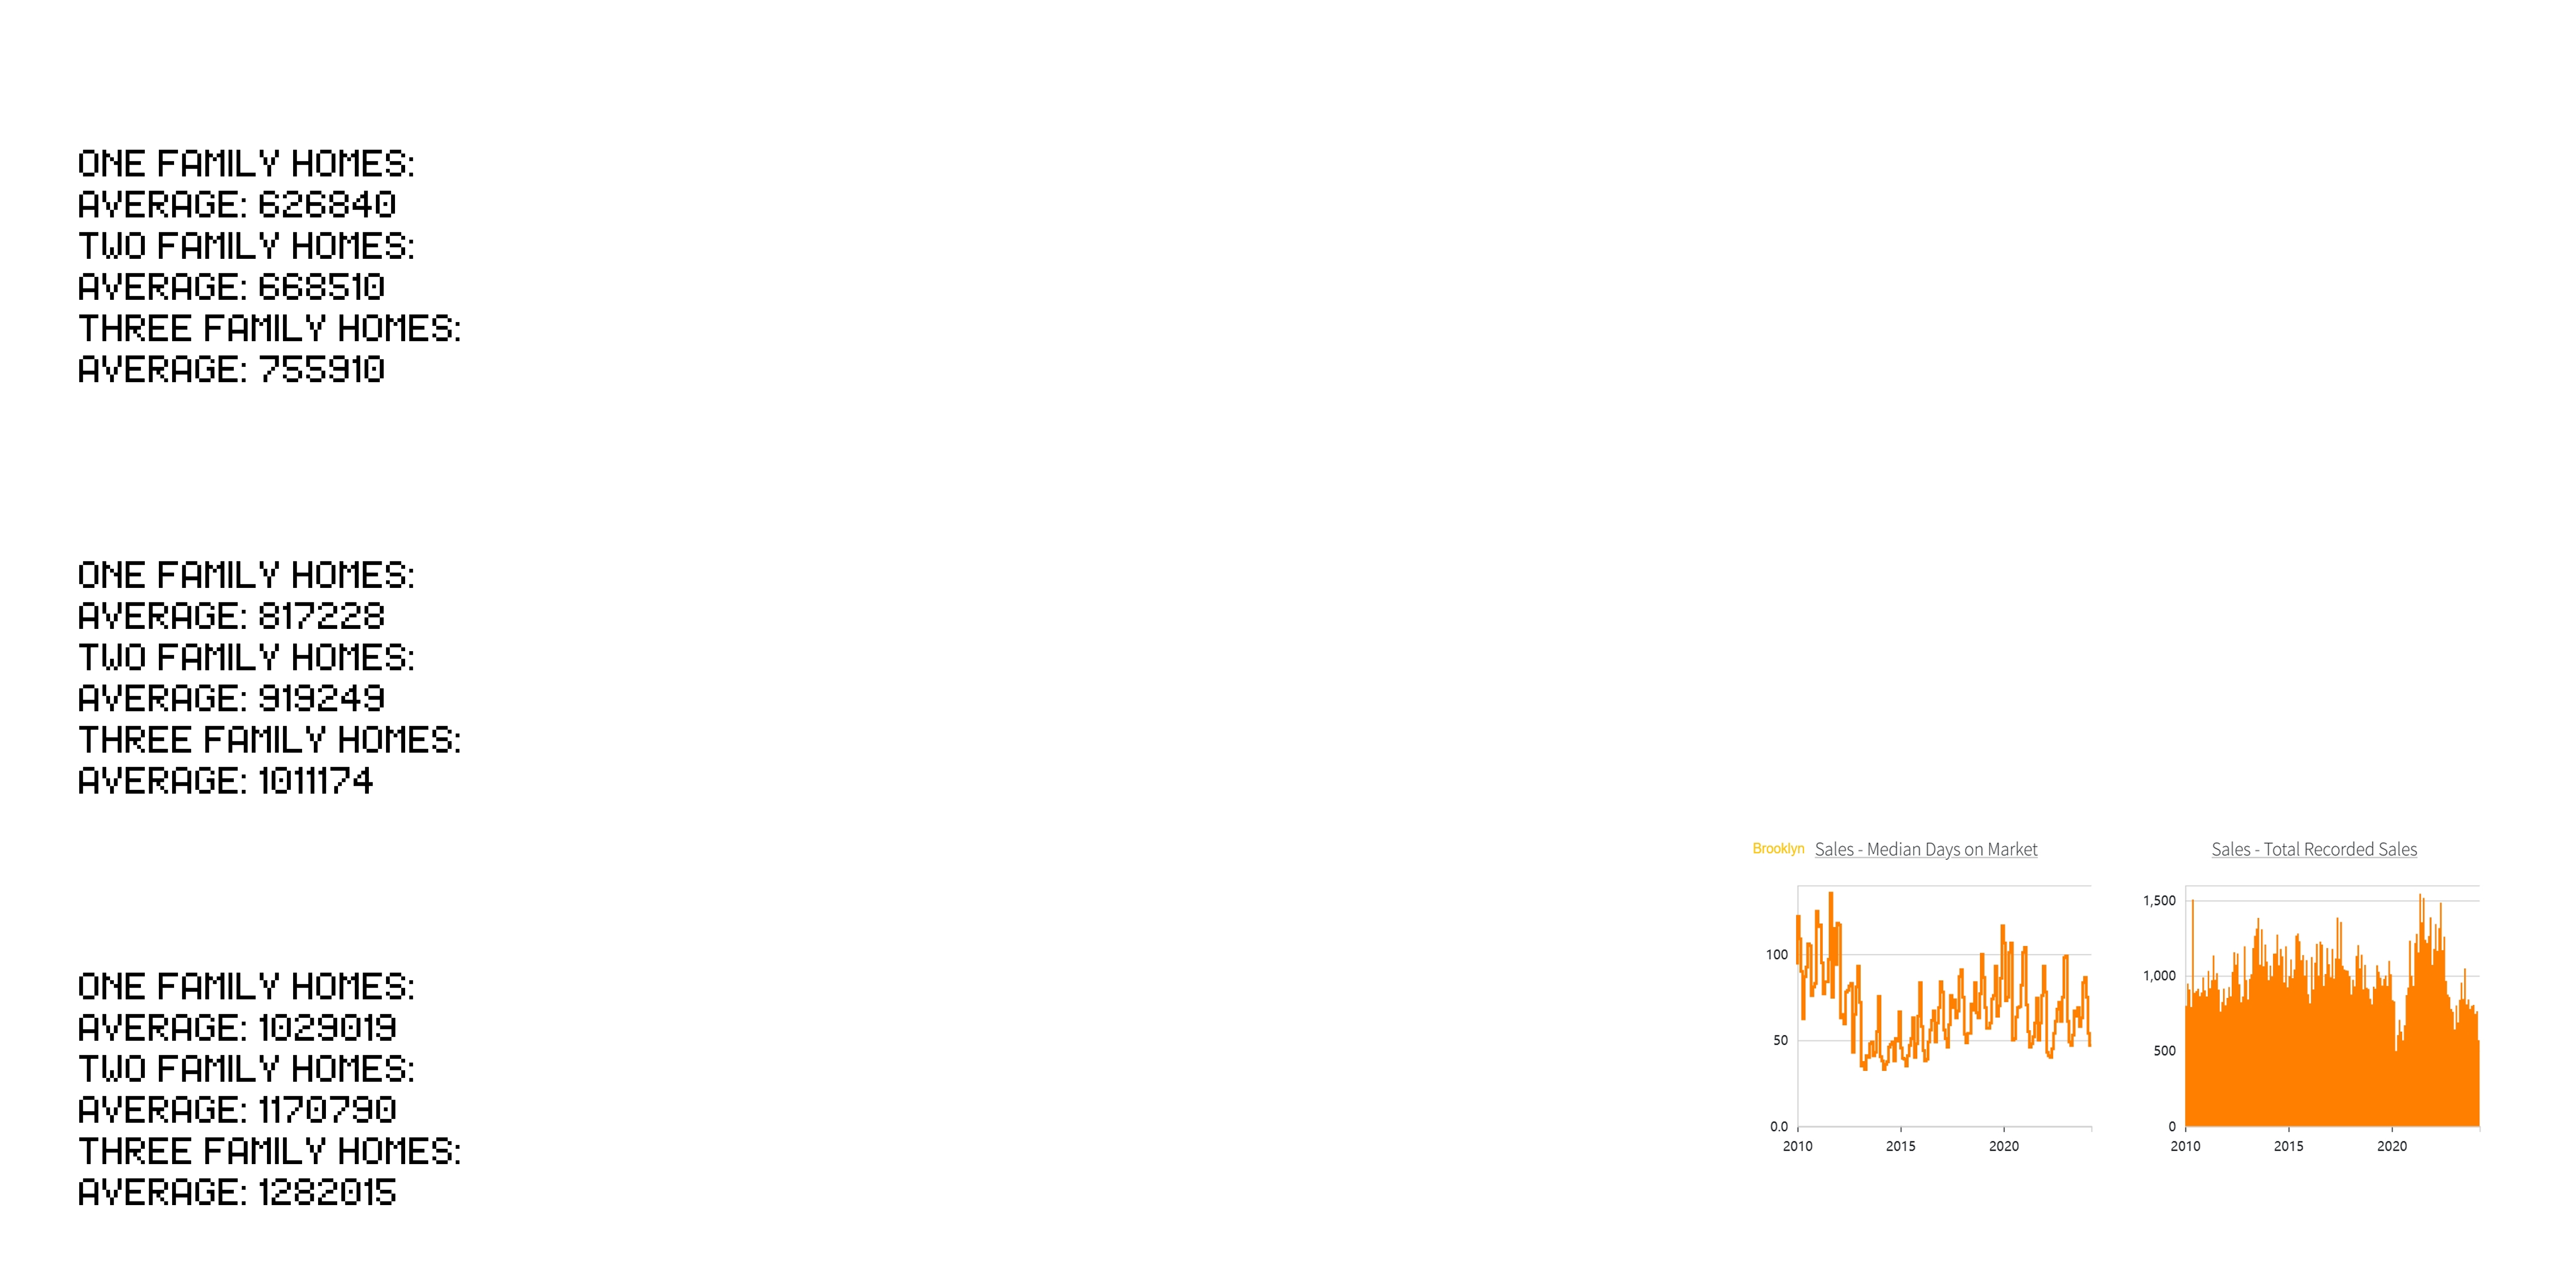 ONE FAMILY HOMES:
AVERAGE: 626840
TWO FAMILY HOMES:
AVERAGE: 668510
THREE FAMILY HOMES:
AVERAGE: 755910
ONE FAMILY HOMES:
AVERAGE: 817228
TWO FAMILY HOMES:
AVERAGE: 919249
THREE FAMILY HOMES:
AVERAGE: 1011174
ONE FAMILY HOMES:
AVERAGE: 1029019
TWO FAMILY HOMES:
AVERAGE: 1170790
THREE FAMILY HOMES:
AVERAGE: 1282015
Brooklyn Sales - Median Days on Market
100
50
0.0
2010 2015 2020
Sales - Total Recorded Sales
1,500
1,000
500
0
2010 2015 2020